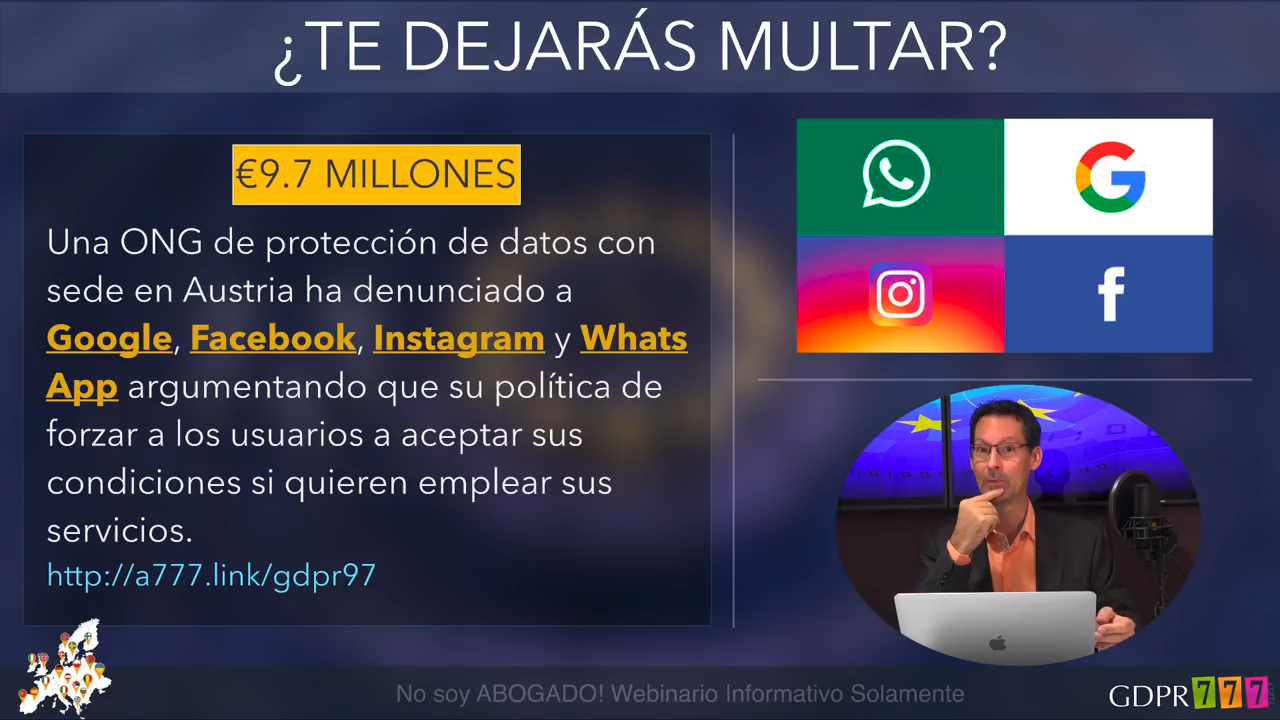 ¿TE DEJARÁS MULTAR?
€9.7 MILLONES
Una ONG de protección de datos con
sede en Austria ha denunciado a
Google, Facebook, Instagram y Whats
App argumentando que su política de
forzar a los usuarios a aceptar sus
condiciones si quieren emplear sus
servicios.
http://a777.link/gdpr97
No soy ABOGADO! Webinario Informativo Solamente
GDPR777